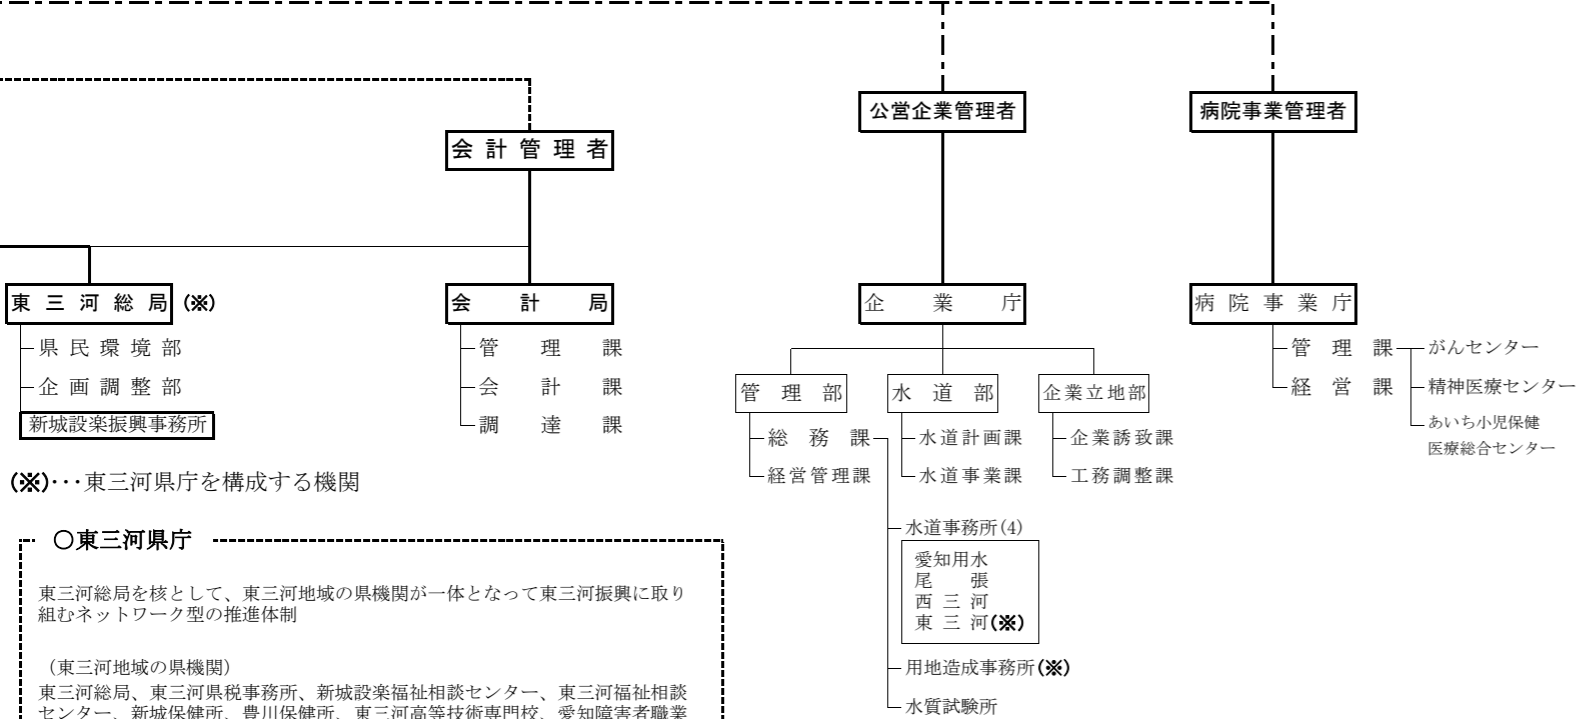 公営企業管理者
病院事業管理者
会計管理者
東三河総局 (※)
県民環境部
企画調整部
新城設楽振興事務所
会計局
管理課
会計課
調達課
企業庁
管理部
総務課
経営管理課
水道部
水道計画課
水道事業課
企業立地部
企業誘致課
工務調整課
水道事務所(4)
愛知用水
尾張
西三河
東三河(※)
用地造成事務所(※)
水質試験所
病院事業庁
管理課
経営課
がんセンター
精神医療センター
あいち小児保健
医療総合センター
(※)･･･東三河県庁を構成する機関
○東三河県庁
東三河総局を核として、東三河地域の県機関が一体となって東三河振興に取り
組むネットワーク型の推進体制
（東三河地域の県機関）
東三河総局、東三河県税事務所、新城設楽福祉相談センター、東三河福祉相談
センター、新城保健所、豊川保健所、東三河高等技術専門校、愛知障害者職業